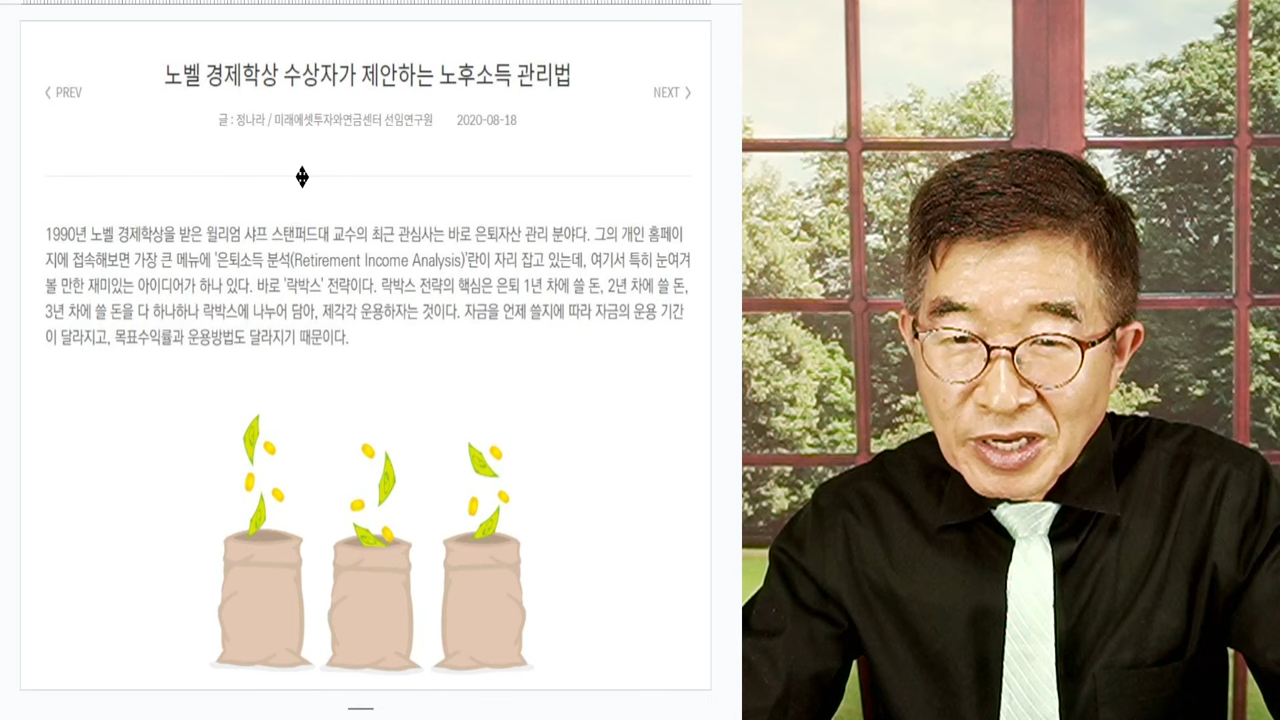 노벨 경제학상 수상자가 제안하는 노후소득 관리법
PREV
NEXT
글 : 정나라 / 미래에셋투자와연금센터 선임연구원 2020-08-18
1990년 노벨 경제학상을 받은 윌리엄 샤프 스탠퍼드대 교수의 최근 관심사는 바로 은퇴자산 관리 분야다. 그의 개인 홈페이
지에 접속해보면 가장 큰 메뉴에 '은퇴소득 분석(Retirement Income Analysis)'란이 자리 잡고 있는데, 여기서 특히 눈여겨
볼 만한 재미있는 아이디어가 하나 있다. 바로 '락박스' 전략이다. 락박스 전략의 핵심은 은퇴 1년 차에 쓸 돈, 2년 차에 쓸 돈,
3년 차에 쓸 돈을 다 하나하나 락박스에 나누어 담아, 제각각 운용하자는 것이다. 자금을 언제 쓸지에 따라 자금의 운용 기간
이 달라지고, 목표수익률과 운용방법도 달라지기 때문이다.